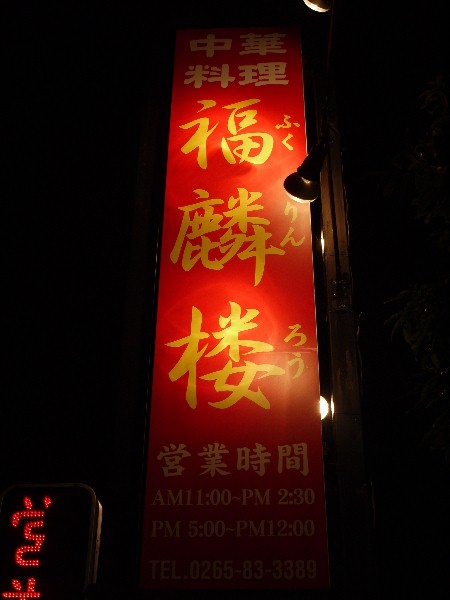 中華
料理
福麟楼
ふくりんろう
営業時間
AM11:00~PM 2:30
PM 5:00~PM12:00
TEL.0265-83-3389